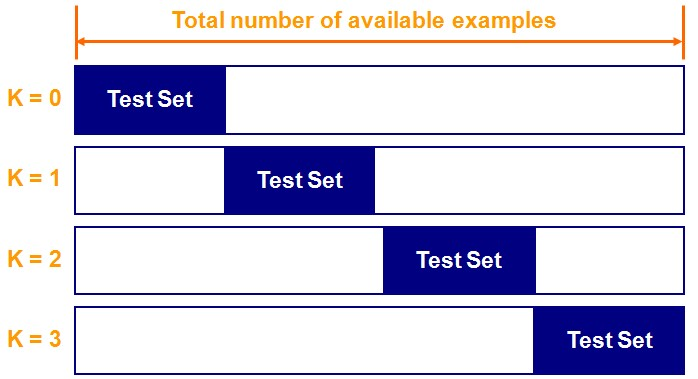 Total number of available examples
K = 0
Test Set
K = 1
Test Set
K = 2
Test Set
K = 3
Test Set